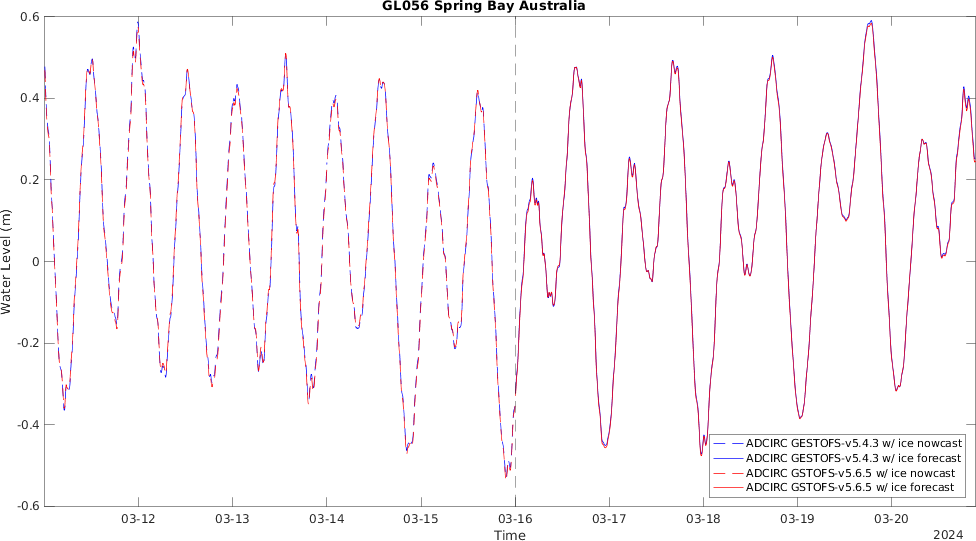 GL056 Spring Bay Australia
0.6
0.4
0.2
0
-0.2
-0.4
-0.6
Water Level (m)
ADCIRC GESTOFS-v5.4.3 w/ ice nowcast
ADCIRC GESTOFS-v5.4.3 w/ ice forecast
ADCIRC GSTOFS-v5.6.5 w/ ice nowcast
ADCIRC GSTOFS-v5.6.5 w/ ice forecast
03-12 03-13 03-14 03-15 03-16 03-17 03-18 03-19 03-20
Time
2024